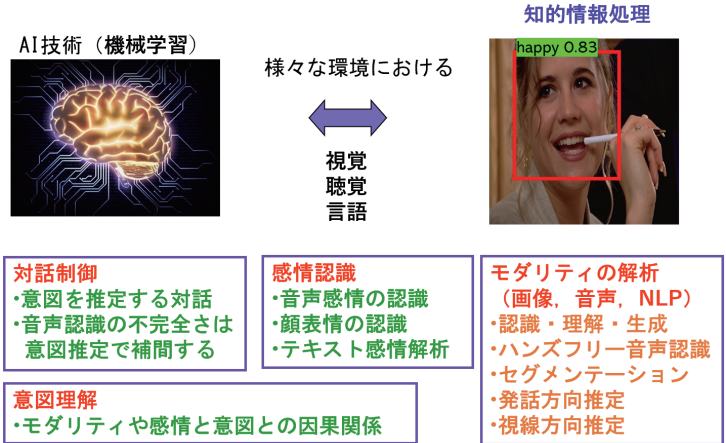 知的情報処理
AI技術（機械学習）
様々な環境における
happy 0.83
視覚
聴覚
言語
対話制御
・意図を推定する対話
・音声認識の不完全さは
意図推定で補間する
感情認識
・音声感情の認識
・顔表情の認識
・テキスト感情解析
モダリティの解析
（画像，音声，NLP）
・認識・理解・生成
・ハンズフリー音声認識
・セグメンテーション
・発話方向推定
・視線方向推定
意図理解
・モダリティや感情と意図との因果関係